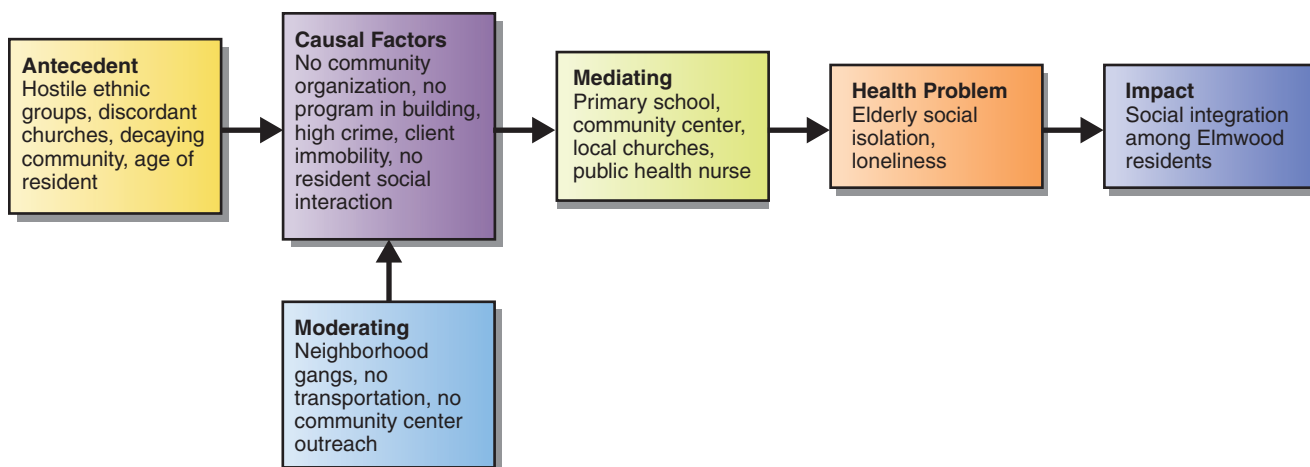 Antecedent
Hostile ethnic
groups, discordant
churches, decaying
community, age of
resident
Causal Factors
No community
organization, no
program in building,
high crime, client
immobility, no
resident social
interaction
Mediating
Primary school,
community center,
local churches,
public health nurse
Health Problem
Elderly social
isolation,
loneliness
Impact
Social integration
among Elmwood
residents
Moderating
Neighborhood
gangs, no
transportation, no
community center
outreach